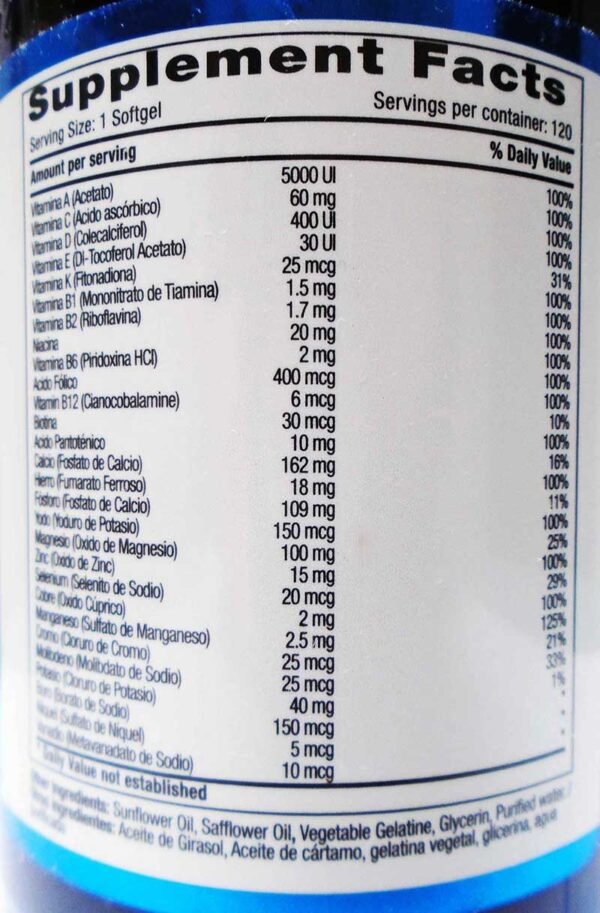 Supplement Facts
Serving Size: 1 Softgel Servings per container: 120
Amount per serving % Daily Value
Vitamina A (Acetato) 5000 UI 100%
Vitamina C (Acido ascórbico) 60 mg 100%
Vitamina D (Colecalciferol) 400 UI 100%
Vitamina E (Dl-Tocoferol Acetato) 30 UI 100%
Vitamina K (Fitonadiona) 25 mcg 31%
Vitamina B1 (Mononitrato de Tiamina) 1.5 mg 100%
Vitamina B2 (Riboflavina) 1.7 mg 100%
Niacina 20 mg 100%
Vitamina B6 (Piridoxina HCl) 2 mg 100%
Acido Fólico 400 mcg 100%
Vitamin B12 (Cianocobalamine) 6 mcg 100%
Biotina 30 mcg 10%
Acido Pantoténico 10 mg 100%
Calcio (Fostato de Calcio) 162 mg 16%
Hierro (Fumarato Ferroso) 18 mg 100%
Fosforo (Fostato de Calcio) 109 mg 11%
Yodo (Yoduro de Potasio) 150 mcg 100%
Magnesio (Oxido de Magnesio) 100 mg 25%
Zinc (Oxido de Zinc) 15 mg 100%
Selenium (Selenito de Sodio) 20 mcg 29%
Cobre (Oxido Cúprico) 2 mg 100%
Manganeso (Sulfato de Manganeso) 2.5 mg 125%
Cromo (Cloruro de Cromo) 25 mcg 21%
Molibdeno (Molibdato de Sodio) 25 mcg 33%
Potasio (Cloruro de Potasio) 40 mg 1%
Boro (Borato de Sodio) 150 mcg *
(Sulfato de Niquel) 5 mcg *
(Metavanadato de Sodio) 10 mcg *
* Daily Value not established
Other ingredients: Sunflower Oil, Safflower Oil, Vegetable Gelatine, Glycerin, Purified water. /
Otros ingredientes: Aceite de Girasol, Aceite de cártamo, gelatina vegetal, glicerina, agua